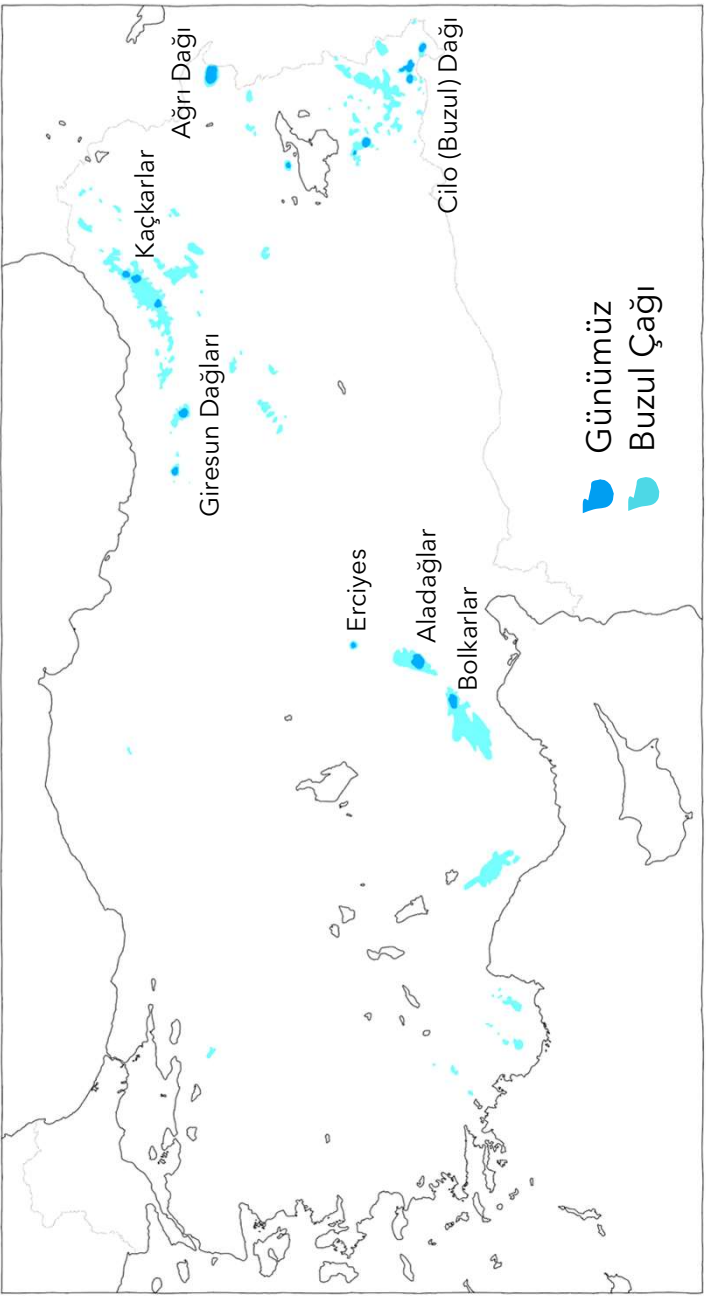 Kaçkarlar
Ağrı Dağı
Giresun Dağları
Erciyes
Aladağlar
Cilo (Buzul) Dağı
Bolkarlar
Günümüz
Buzul Çağı